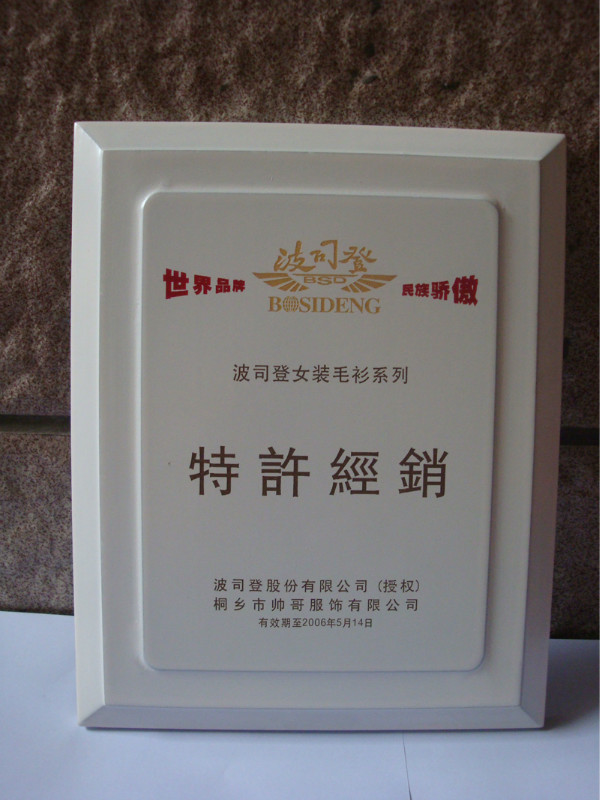 波司登
BSD
世界品牌 BOSIDENG 民族骄傲
波司登女装毛衫系列
特許經銷
波司登股份有限公司(授权)
桐乡市帅哥服饰有限公司
有效期至2006年5月14日